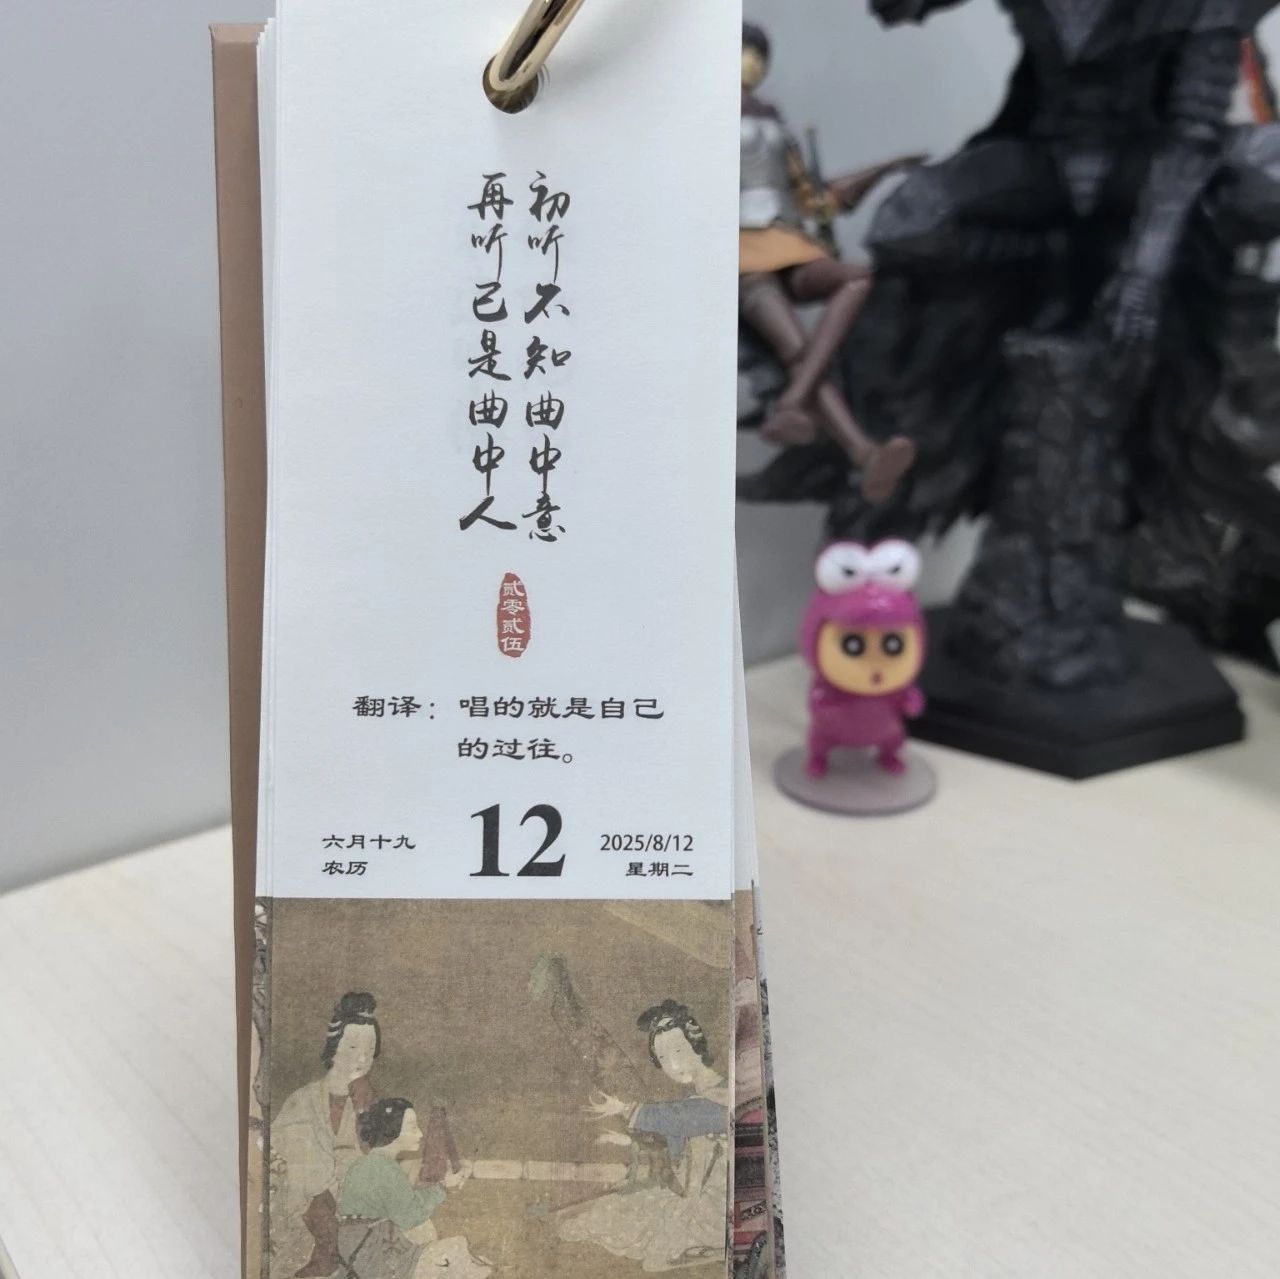 初听不知曲中意
再听已是曲中人
贰零贰伍
翻译：唱的就是自己
的过往。
六月十九
农历
12
2025/8/12
星期二